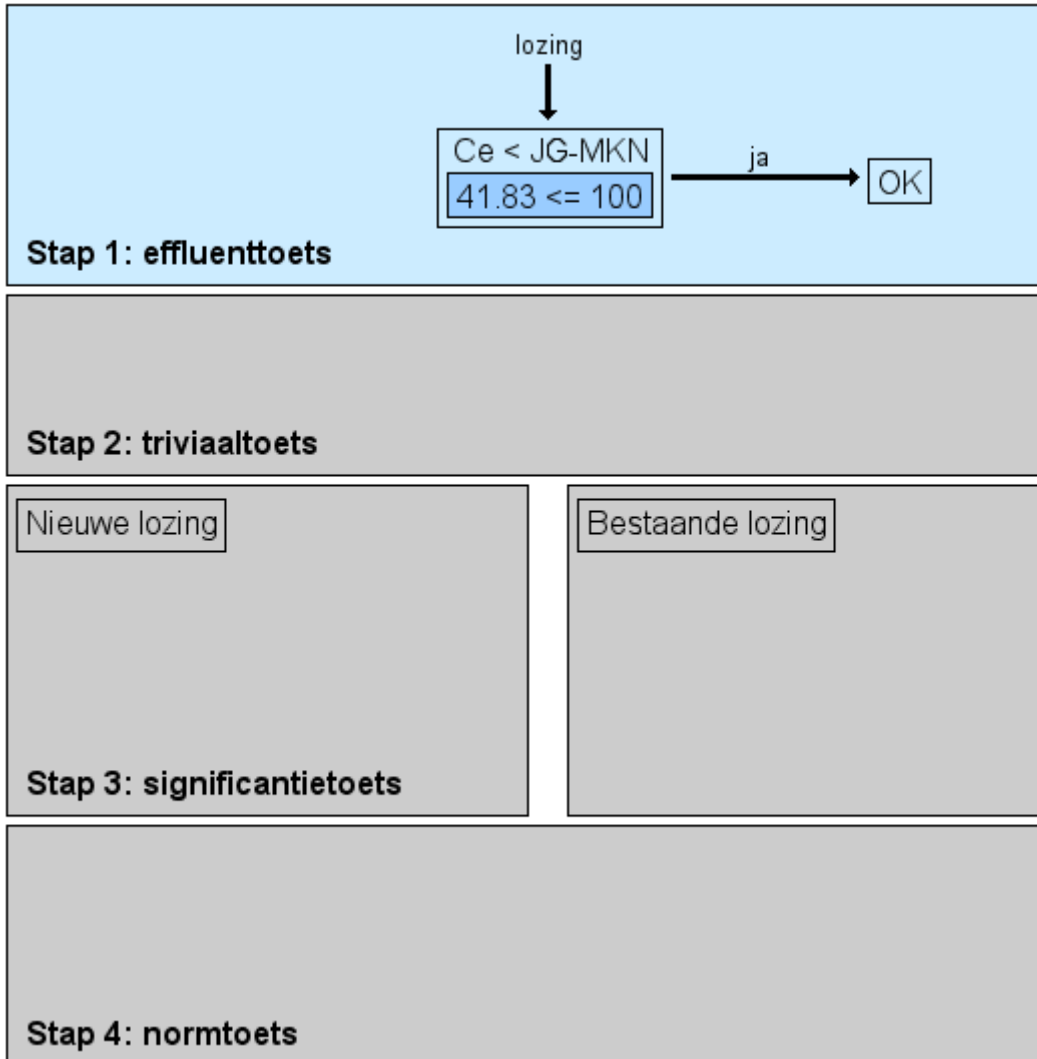 lozing
Ce < JG-MKN
41.83 <= 100
ja
OK
Stap 1: effluenttoets
Stap 2: triviaaltoets
Nieuwe lozing
Bestaande lozing
Stap 3: significantietoets
Stap 4: normtoets